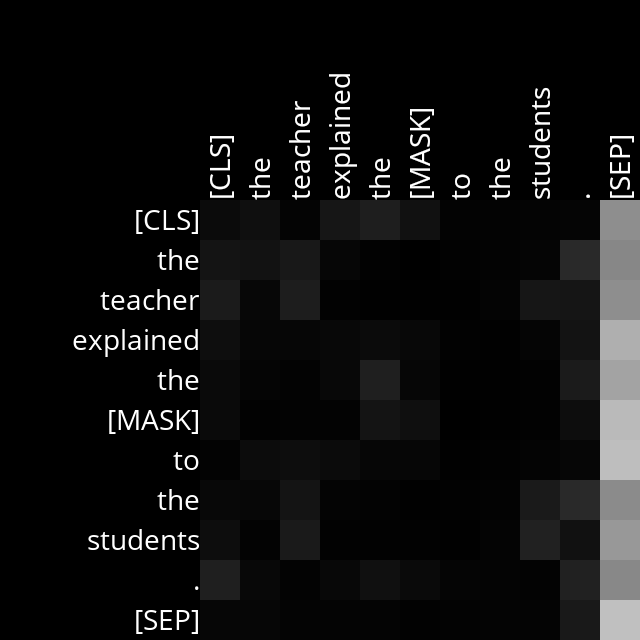 [CLS] the teacher explained the [MASK] to the students . [SEP]
[CLS]
the
teacher
explained
the
[MASK]
to
the
students
.
[SEP]